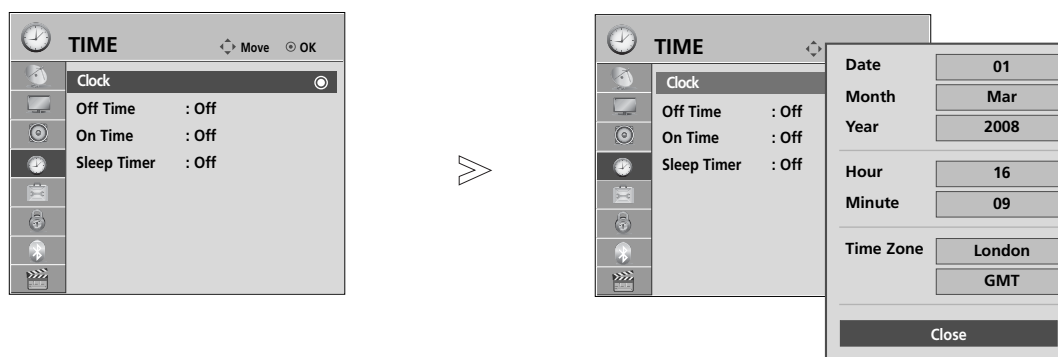 TIME
Move
OK
Clock
Off Time : Off
On Time : Off
Sleep Timer : Off
TIME
Clock
Off Time : Off
On Time : Off
Sleep Timer : Off
Date 01
Month Mar
Year 2008
Hour 16
Minute 09
Time Zone London
GMT
Close